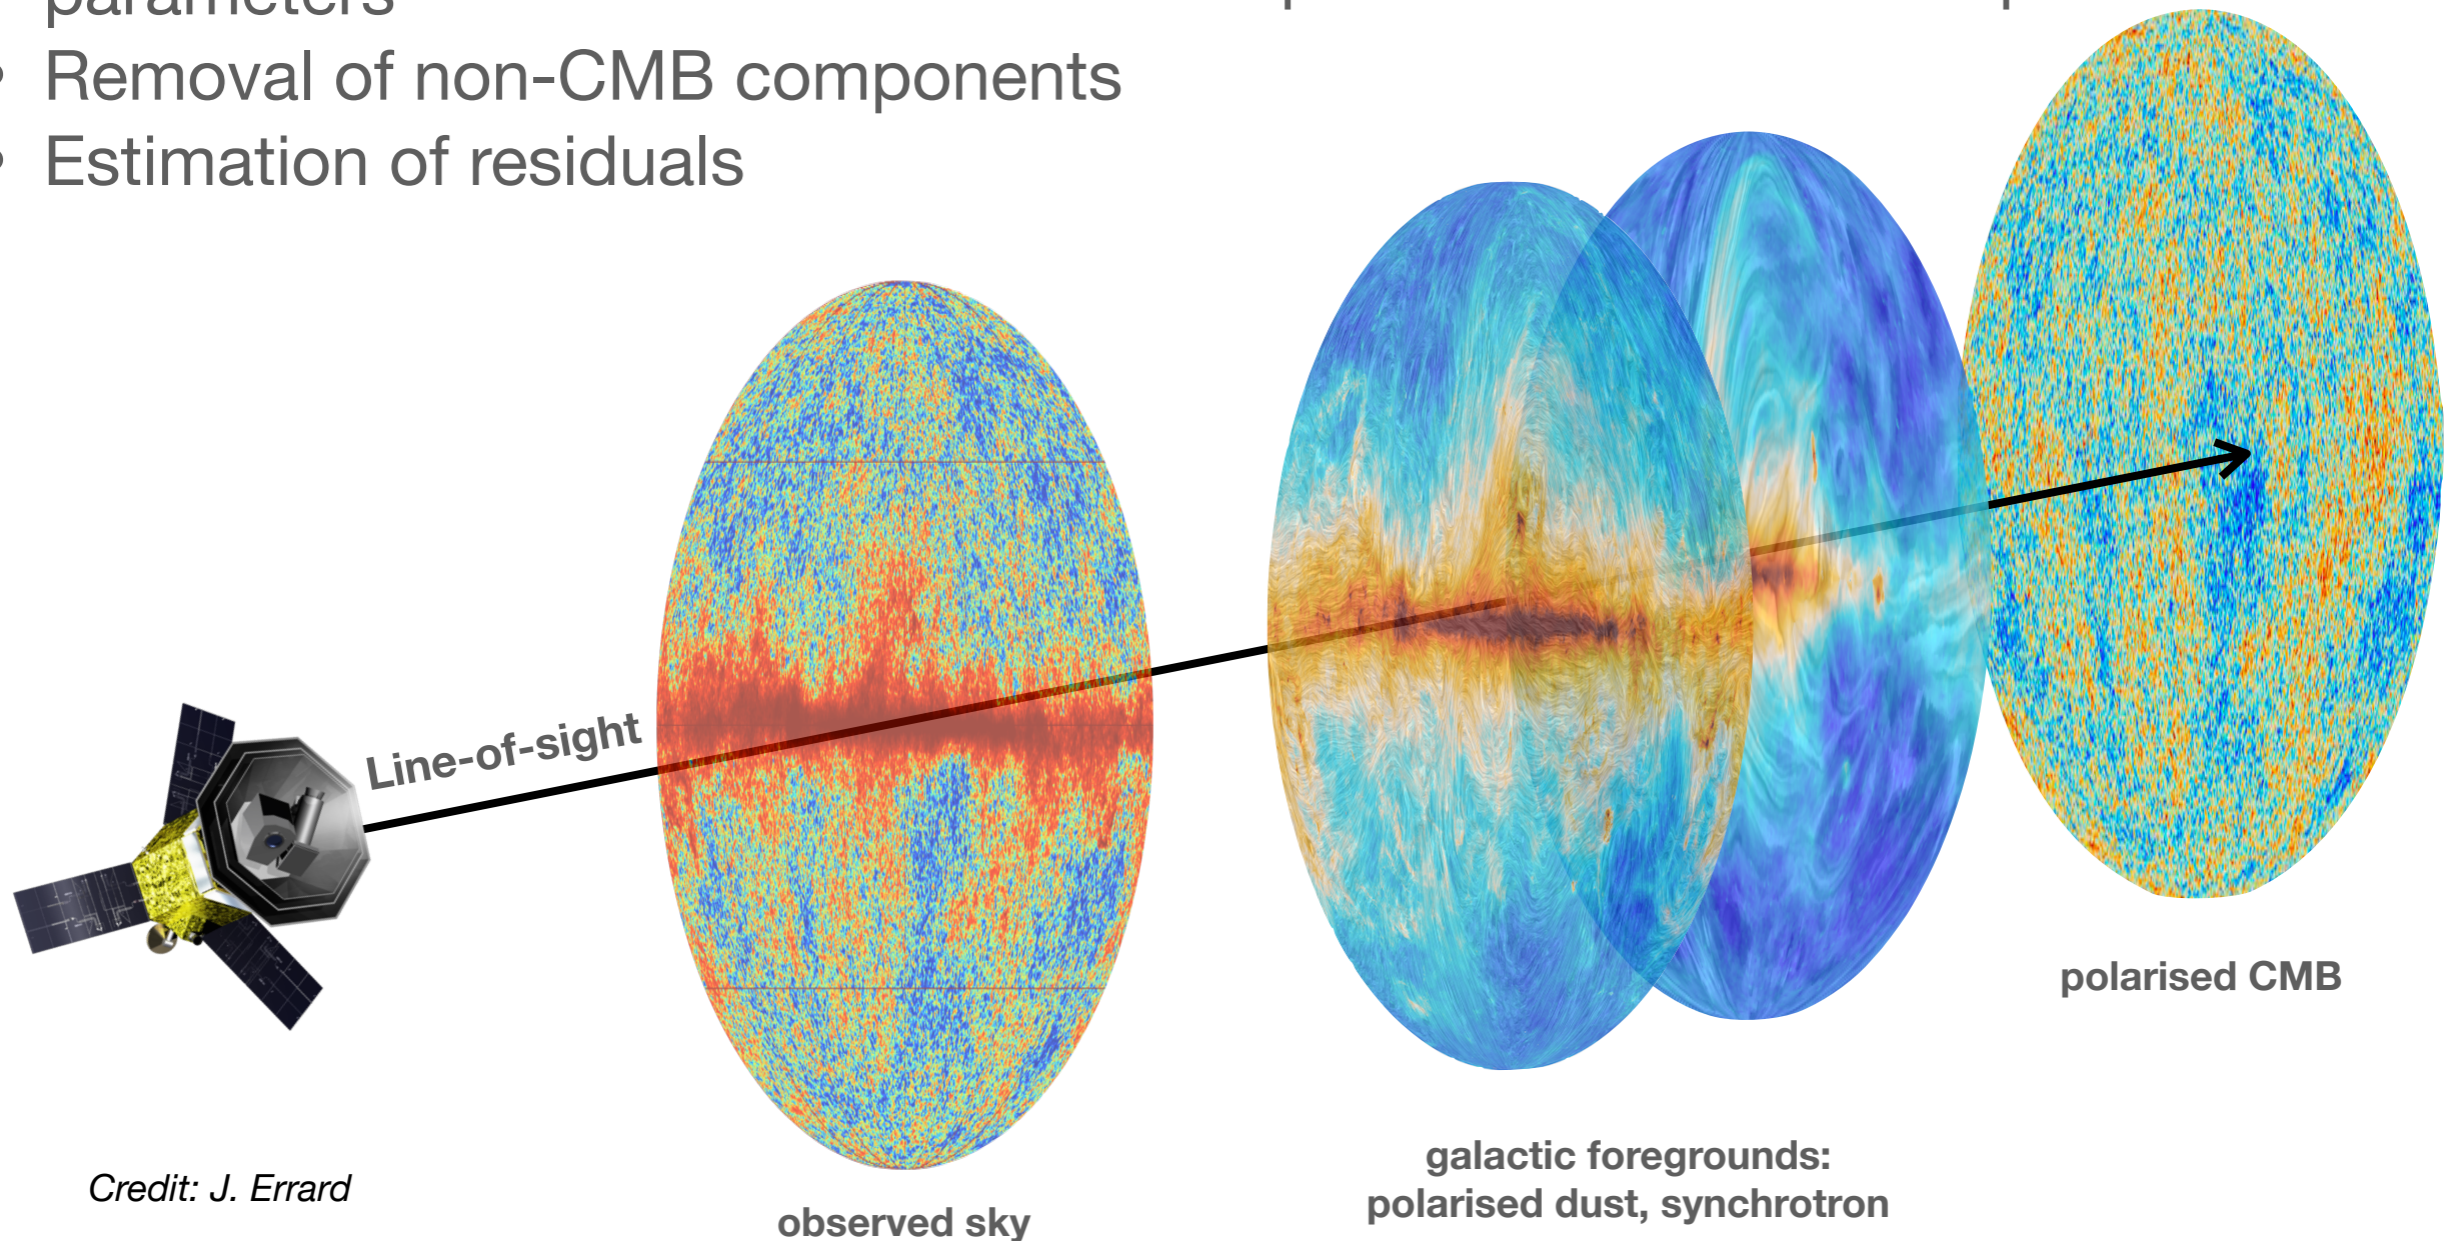 parameters
• Removal of non-CMB components
• Estimation of residuals
Line-of-sight
polarised CMB
galactic foregrounds:
polarised dust, synchrotron
Credit: J. Errard
observed sky